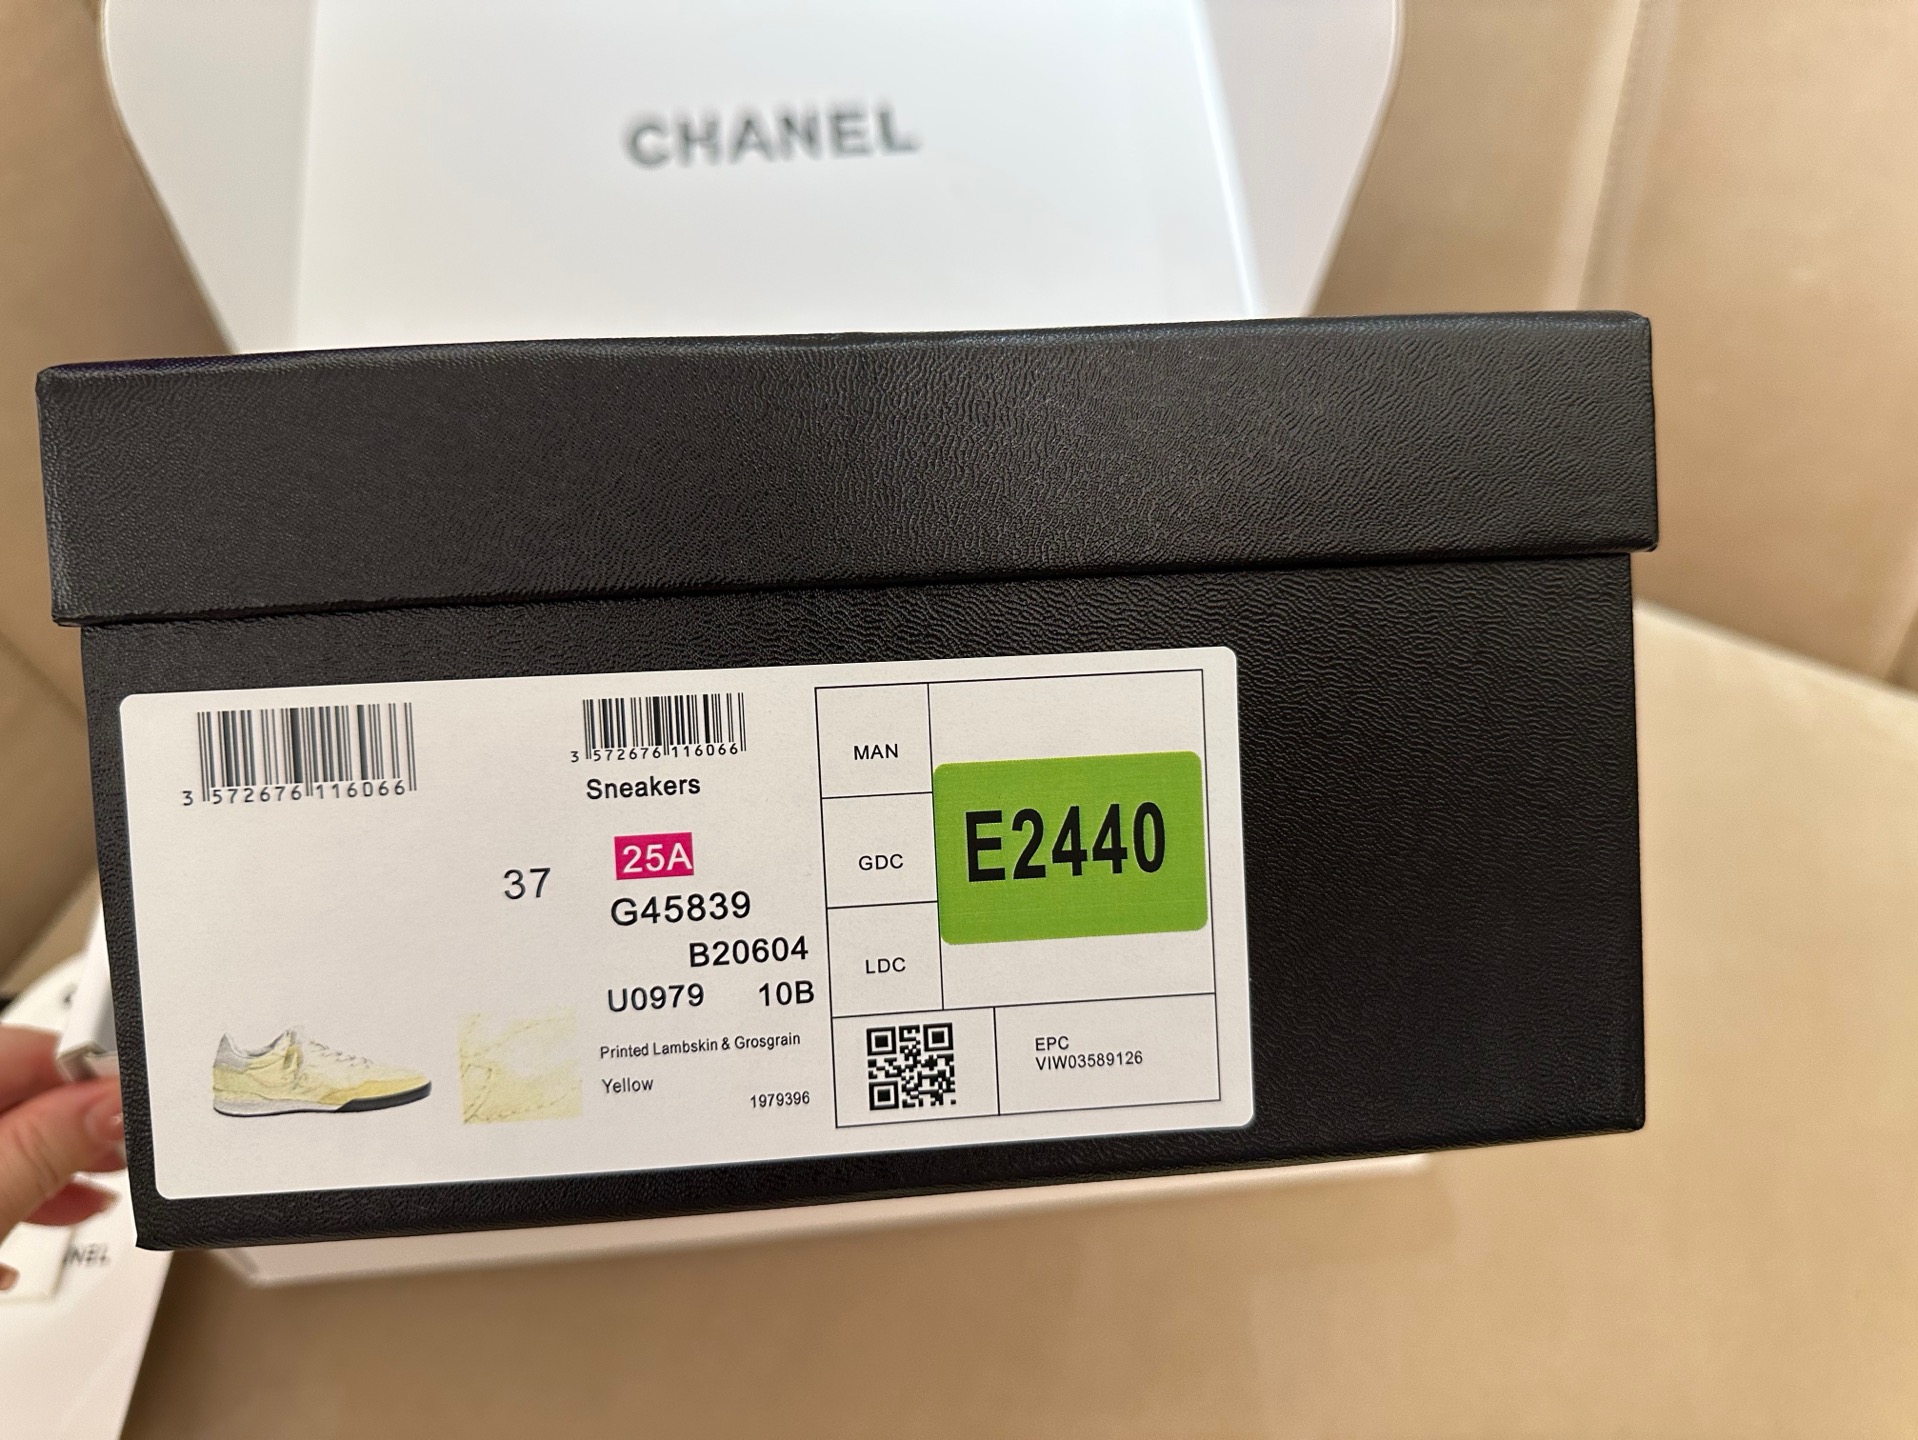 CHANEL
3 572676 116066
3 572676 116066
Sneakers
37
25A
G45839
B20604
U0979 10B
Printed Lambskin & Grosgrain
Yellow
1979396
MAN
GDC
LDC
E2440
EPC
VIW03589126
NEL